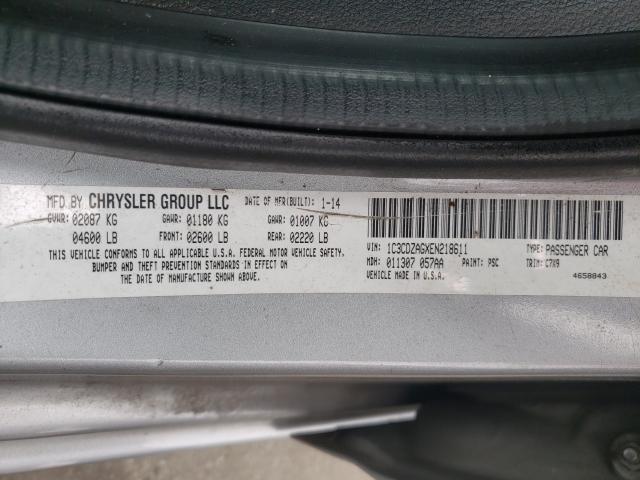 MFD BY CHRYSLER GROUP LLC DATE OF MFR(BUILT): 1-14
GVWR: 02087 KG GAWR: 01180 KG GAWR: 01007 KG
04600 LB FRONT: 02600 LB REAR: 02220 LB
THIS VEHICLE CONFORMS TO ALL APPLICABLE U.S.A. FEDERAL MOTOR VEHICLE SAFETY,
BUMPER AND THEFT PREVENTION STANDARDS IN EFFECT ON
THE DATE OF MANUFACTURE SHOWN ABOVE.
VIN: 1C3CDZAGXEN218611 TYPE: PASSENGER CAR
MDH: 011307 057AA PAINT: PSC TRIM: C7X9
VEHICLE MADE IN U.S.A. 4658843